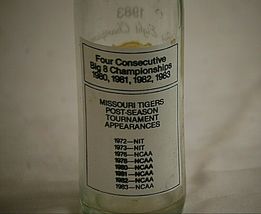 1983
Four Consecutive
Big 8 Championships
1980, 1981, 1982, 1983
MISSOURI TIGERS
POST-SEASON
TOURNAMENT
APPEARANCES
1972—NIT
1973—NIT
1976—NCAA
1978—NCAA
1980—NCAA
1981—NCAA
1982—NCAA
1983—NCAA